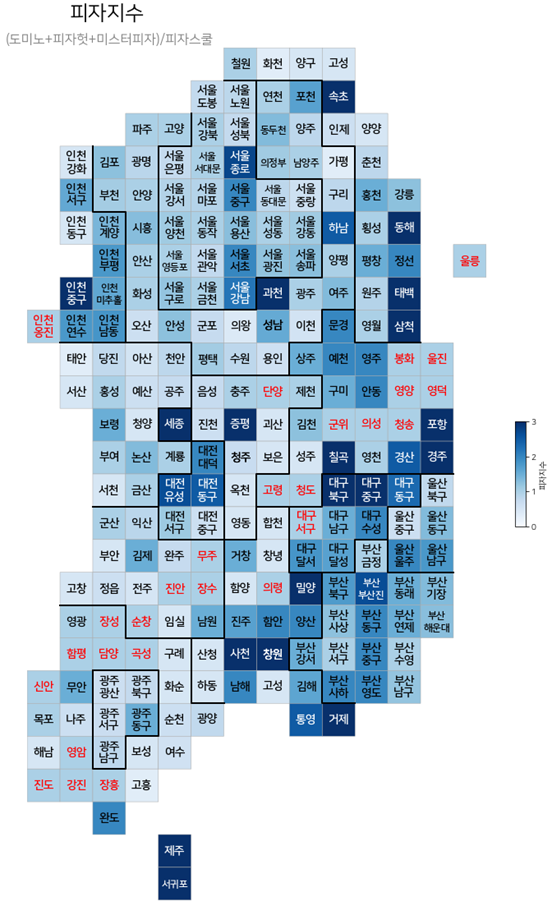 피자지수
(도미노+피자헛+미스터피자)/피자스쿨
철원 화천 양구 고성
서울 도봉 서울 노원 연천 포천 속초
파주 고양 서울 강북 서울 성북 동두천 양주 인제 양양
인천 강화 김포 광명 서울 은평 서울 서대문 서울 종로 의정부 남양주 가평 춘천
인천 서구 부천 안양 서울 강서 서울 마포 서울 중구 서울 동대문 서울 중랑 구리 홍천 강릉
인천 동구 인천 계양 시흥 서울 양천 서울 동작 서울 용산 서울 성동 서울 강동 하남 횡성 동해
인천 부평 안산 서울 영등포 서울 관악 서울 서초 서울 광진 서울 송파 양평 평창 정선 울릉
인천 중구 인천 미추홀 화성 서울 구로 서울 금천 서울 강남 과천 광주 여주 원주 태백
인천 옹진 인천 연수 인천 남동 오산 안성 군포 의왕 성남 이천 문경 영월 삼척
태안 당진 아산 천안 평택 수원 용인 상주 예천 영주 봉화 울진
서산 홍성 예산 공주 음성 충주 단양 제천 구미 안동 영양 영덕
보령 청양 세종 진천 증평 괴산 김천 군위 의성 청송 포항
부여 논산 계룡 대전 대덕 청주 보은 성주 칠곡 영천 경산 경주
서천 금산 대전 유성 대전 동구 옥천 고령 청도 대구 북구 대구 중구 대구 동구 울산 북구
군산 익산 대전 서구 대전 중구 영동 합천 대구 서구 대구 남구 대구 수성 울산 중구 울산 동구
부안 김제 완주 무주 거창 창녕 대구 달서 대구 달성 부산 금정 울산 울주 울산 남구
고창 정읍 전주 진안 장수 함양 의령 밀양 부산 북구 부산 부산진 부산 동래 부산 기장
영광 장성 순창 임실 남원 진주 함안 양산 부산 사상 부산 동구 부산 연제 부산 해운대
함평 담양 곡성 구례 산청 사천 창원 부산 강서 부산 서구 부산 중구 부산 수영
신안 무안 광주 광산 광주 북구 화순 하동 남해 고성 김해 부산 사하 부산 영도 부산 남구
목포 나주 광주 서구 광주 동구 순천 광양 통영 거제
해남 영암 광주 남구 보성 여수
진도 강진 장흥 고흥
완도
제주
서귀포
3
2
1
0
피자지수